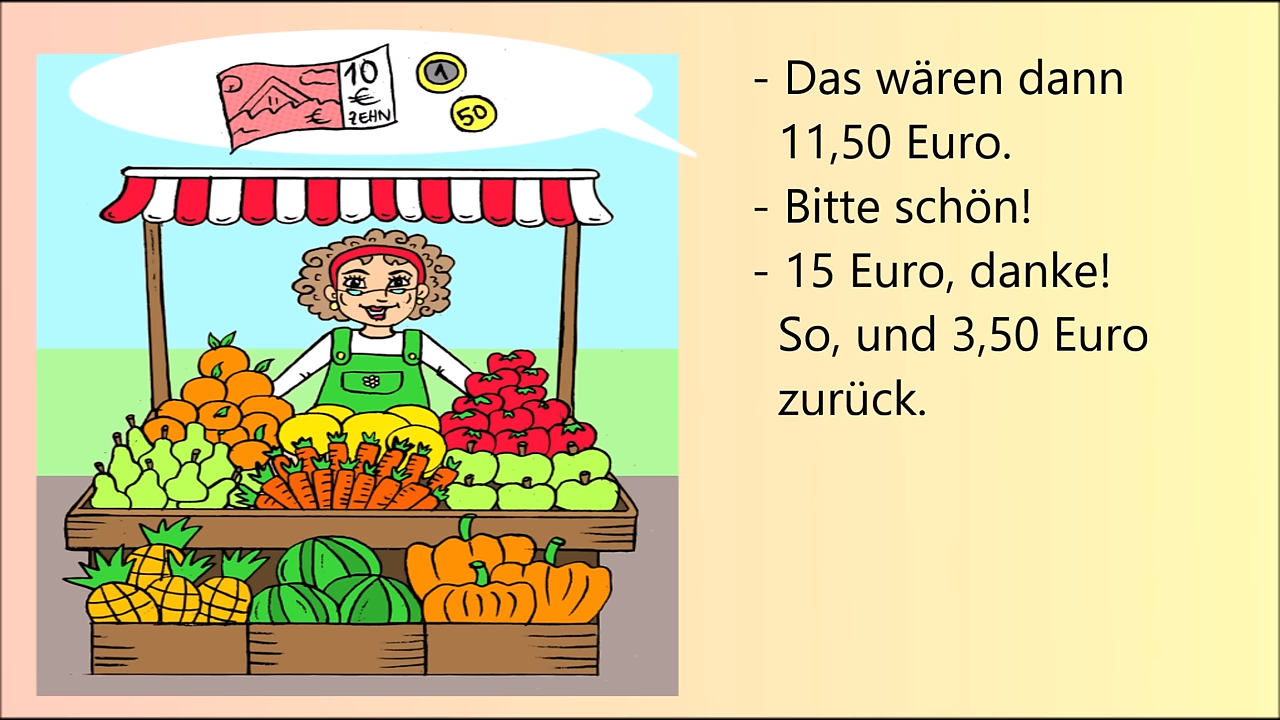 10
€
€
ZEHN
1
50
- Das wären dann
11,50 Euro.
- Bitte schön!
- 15 Euro, danke!
So, und 3,50 Euro
zurück.